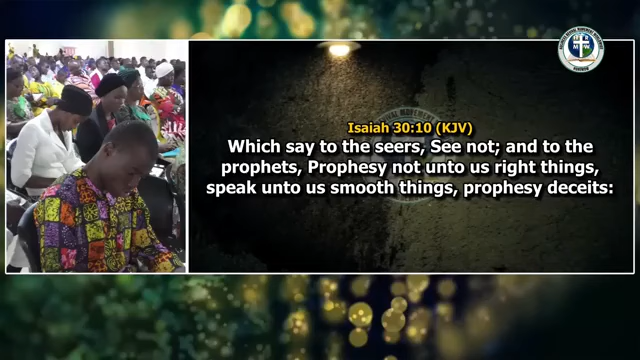 Isaiah 30:10 (KJV)
Which say to the seers, See not; and to the
prophets, Prophesy not unto us right things,
speak unto us smooth things, prophesy deceits: